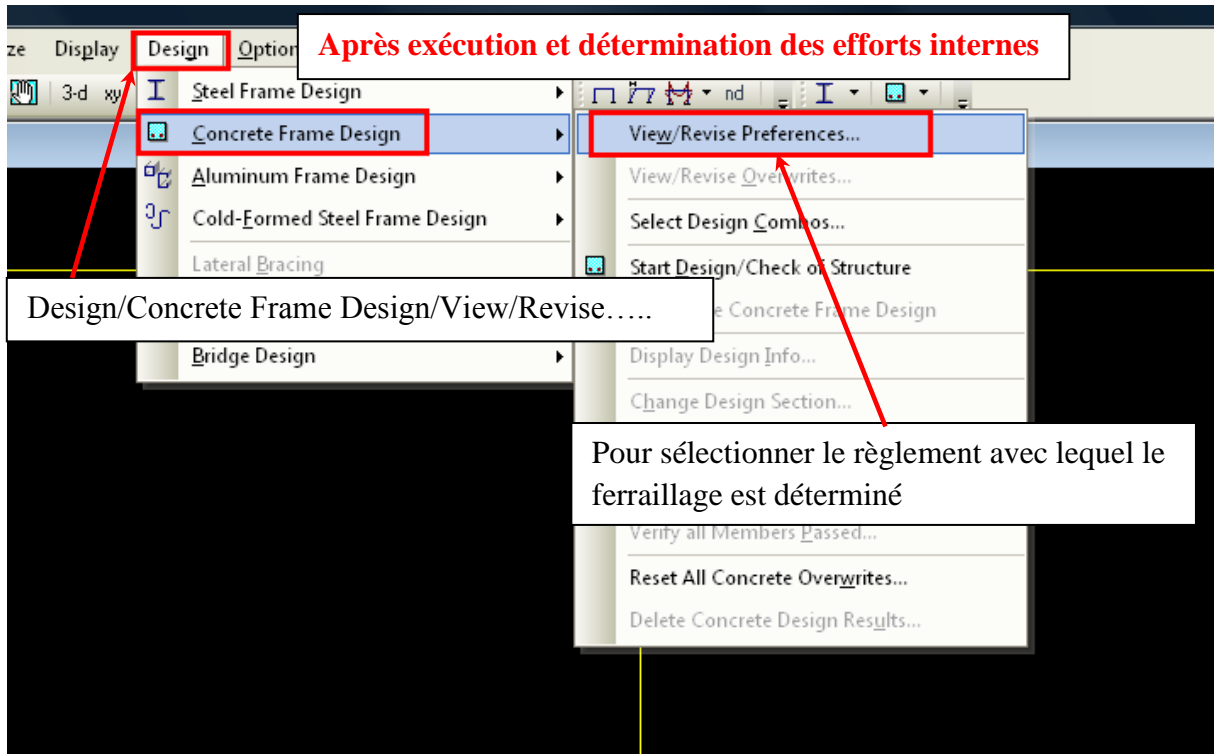 Après exécution et détermination des efforts internes
ze Display Design Option
3-d xy
nd
Steel Frame Design
Concrete Frame Design
Aluminum Frame Design
Cold-Formed Steel Frame Design
Lateral Bracing
Design/Concrete Frame Design/View/Revise…..
Bridge Design
View/Revise Preferences...
View/Revise Overwrites...
Select Design Combos...
Start Design/Check of Structure
e Concrete Frame Design
Display Design Info...
Change Design Section...
Pour sélectionner le règlement avec lequel le
ferraillage est déterminé
Verify all Members Passed...
Reset All Concrete Overwrites...
Delete Concrete Design Results...